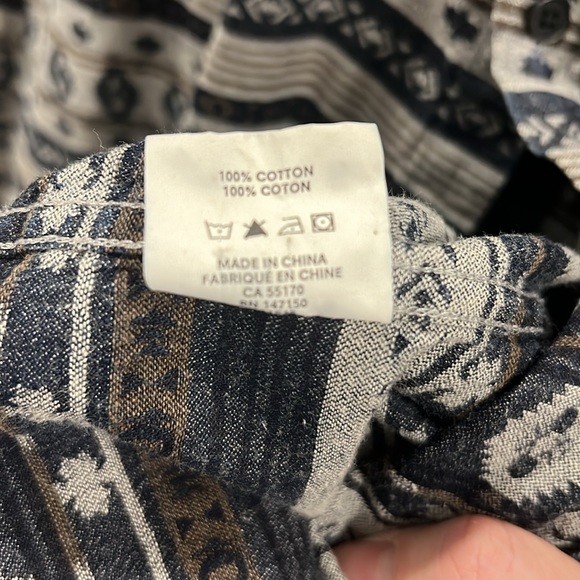 100% COTTON
100% COTON
MADE IN CHINA
FABRIQUÉ EN CHINE
CA 55170
RN 147150